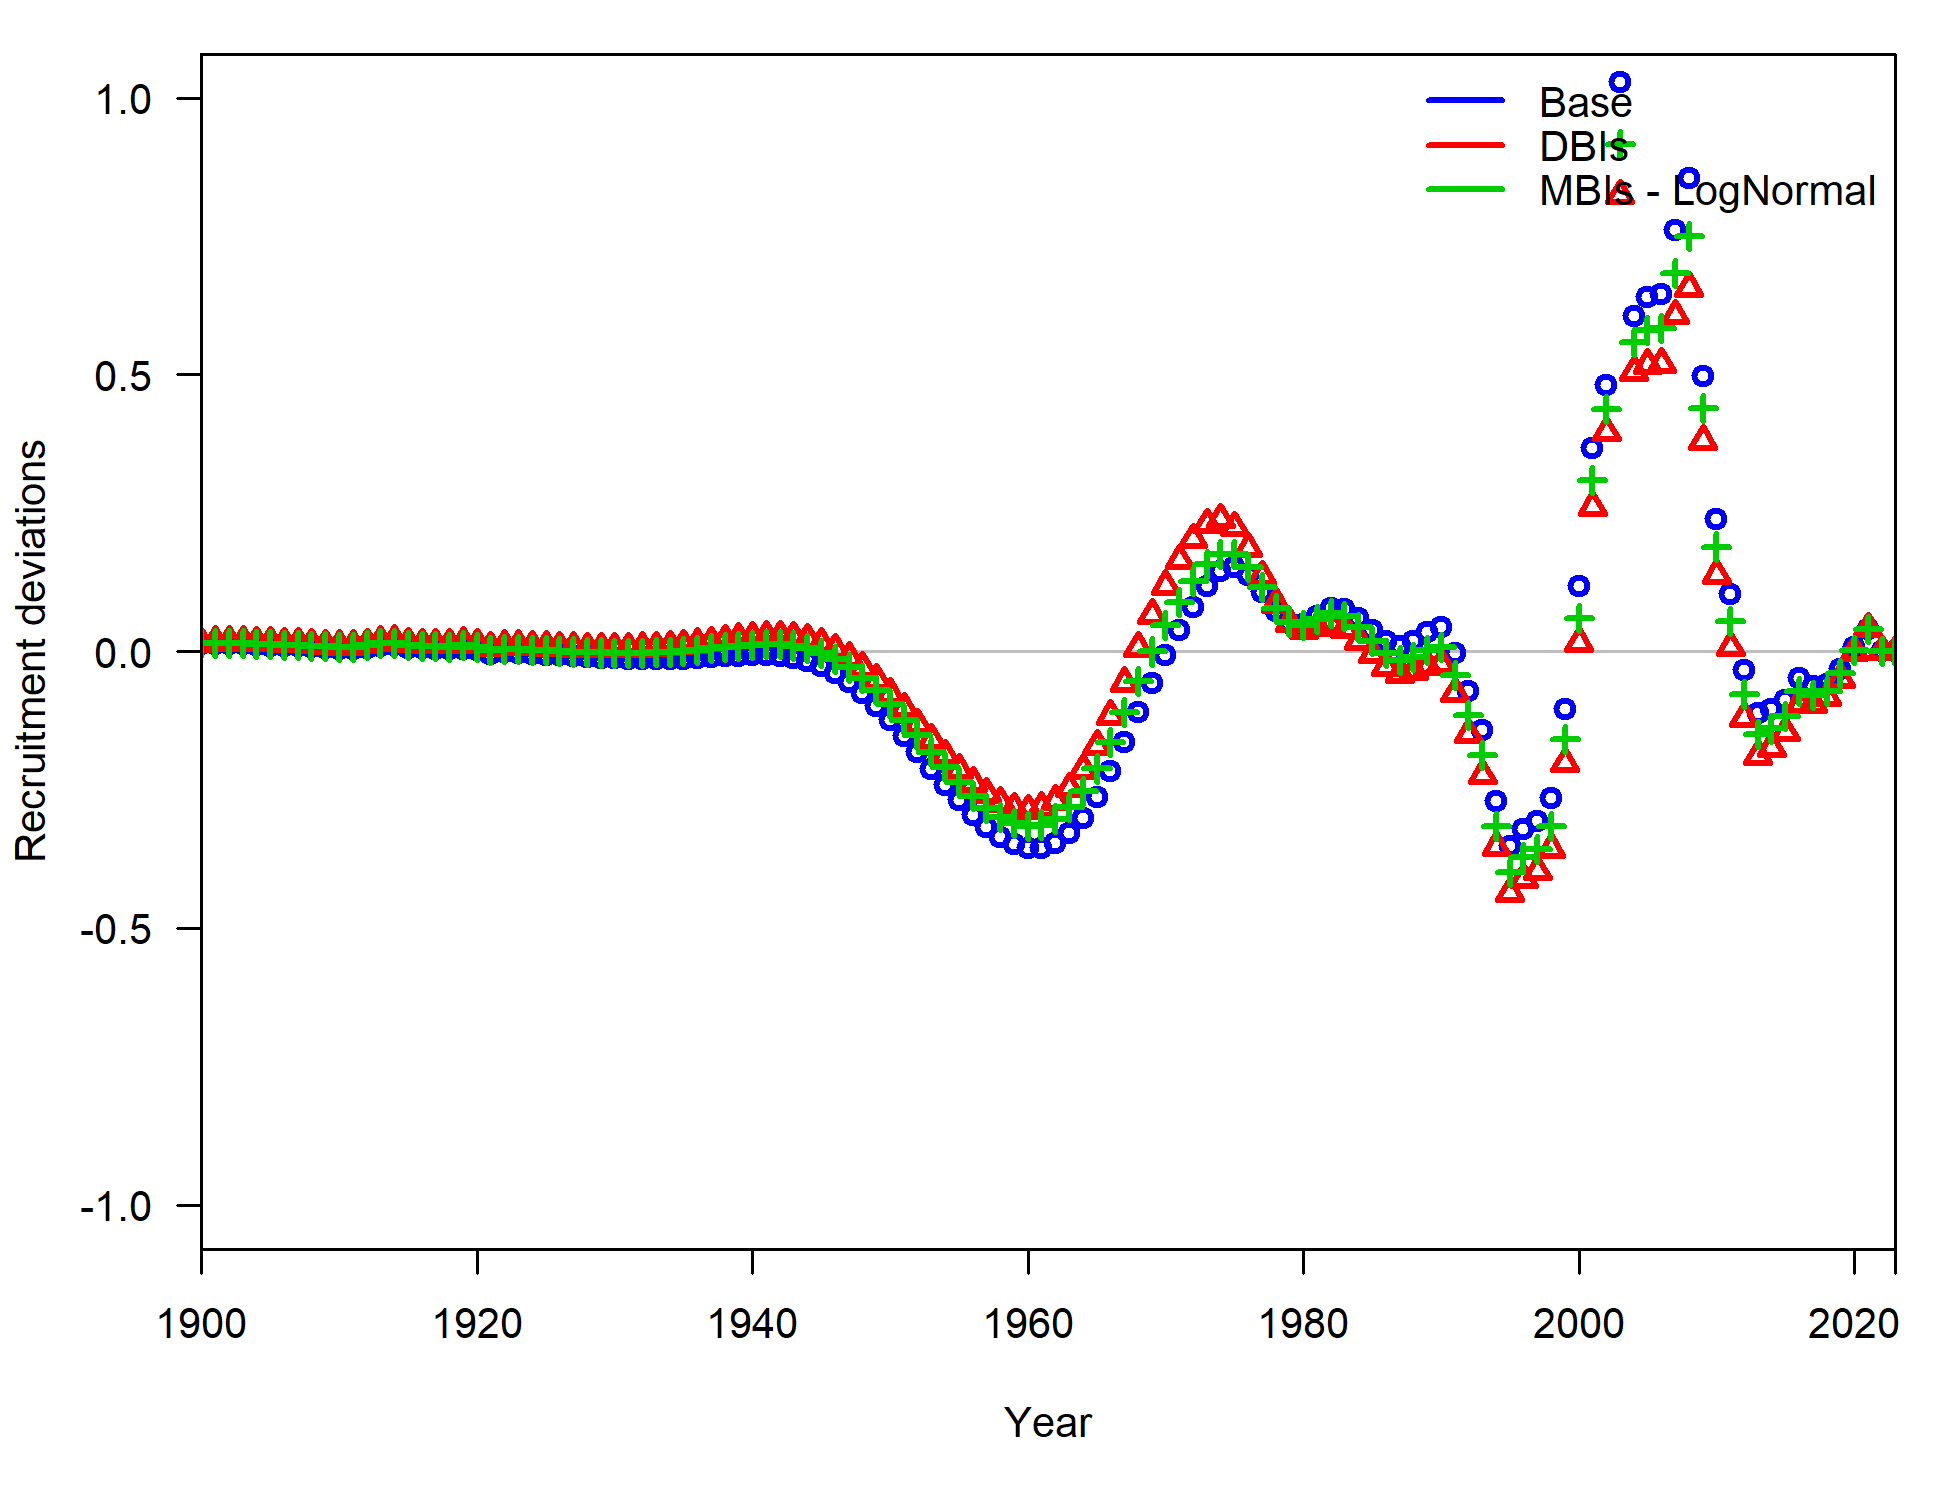 Recruitment deviations
1.0
0.5
0.0
-0.5
-1.0
Base
DBIs
MBIs - LogNormal
1900 1920 1940 1960 1980 2000 2020
Year